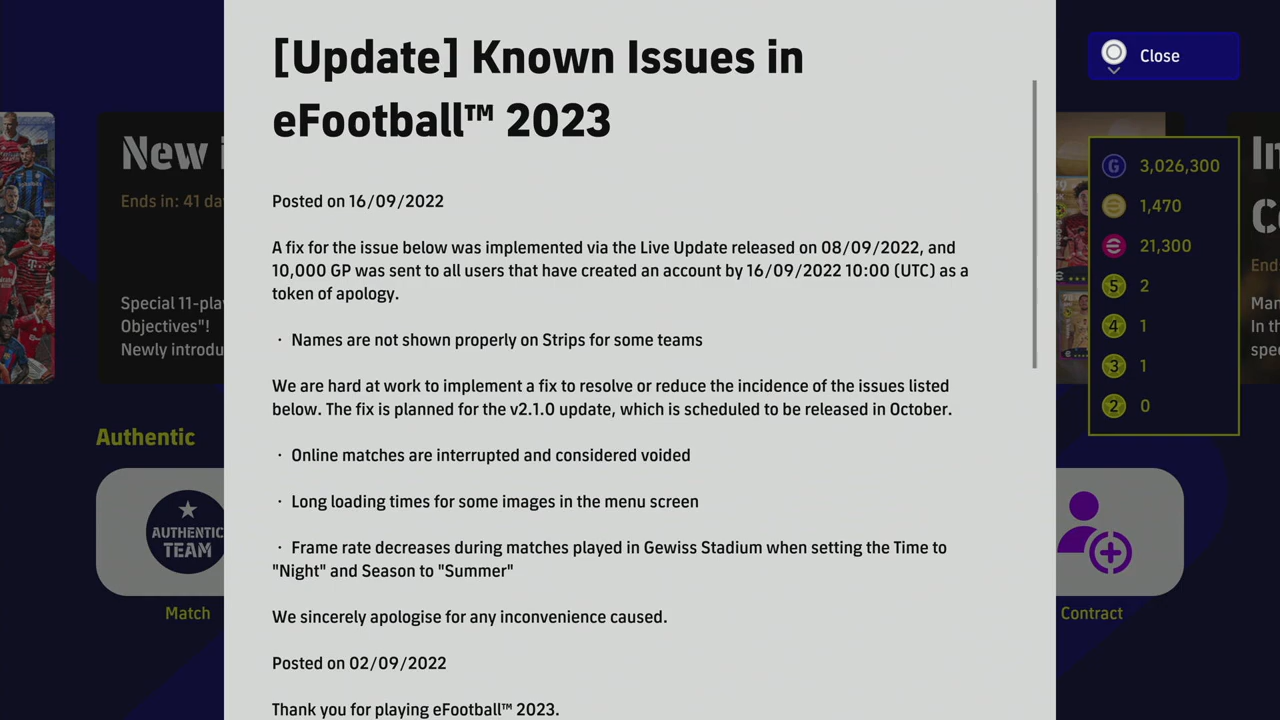 [Update] Known Issues in
eFootball™ 2023
Close
Posted on 16/09/2022
A fix for the issue below was implemented via the Live Update released on 08/09/2022, and
10,000 GP was sent to all users that have created an account by 16/09/2022 10:00 (UTC) as a
token of apology.
· Names are not shown properly on Strips for some teams
We are hard at work to implement a fix to resolve or reduce the incidence of the issues listed
below. The fix is planned for the v2.1.0 update, which is scheduled to be released in October.
· Online matches are interrupted and considered voided
· Long loading times for some images in the menu screen
· Frame rate decreases during matches played in Gewiss Stadium when setting the Time to
"Night" and Season to "Summer"
We sincerely apologise for any inconvenience caused.
Posted on 02/09/2022
Thank you for playing eFootball™ 2023.
New
Ends in: 41 da
Special 11-pla
Objectives"!
Newly introdu
Authentic
AUTHENTIC
TEAM
Match
G 3,026,300
1,470
21,300
5 2
4 1
3 1
2 0
In
Co
Ends
Man
In th
spec
Contract